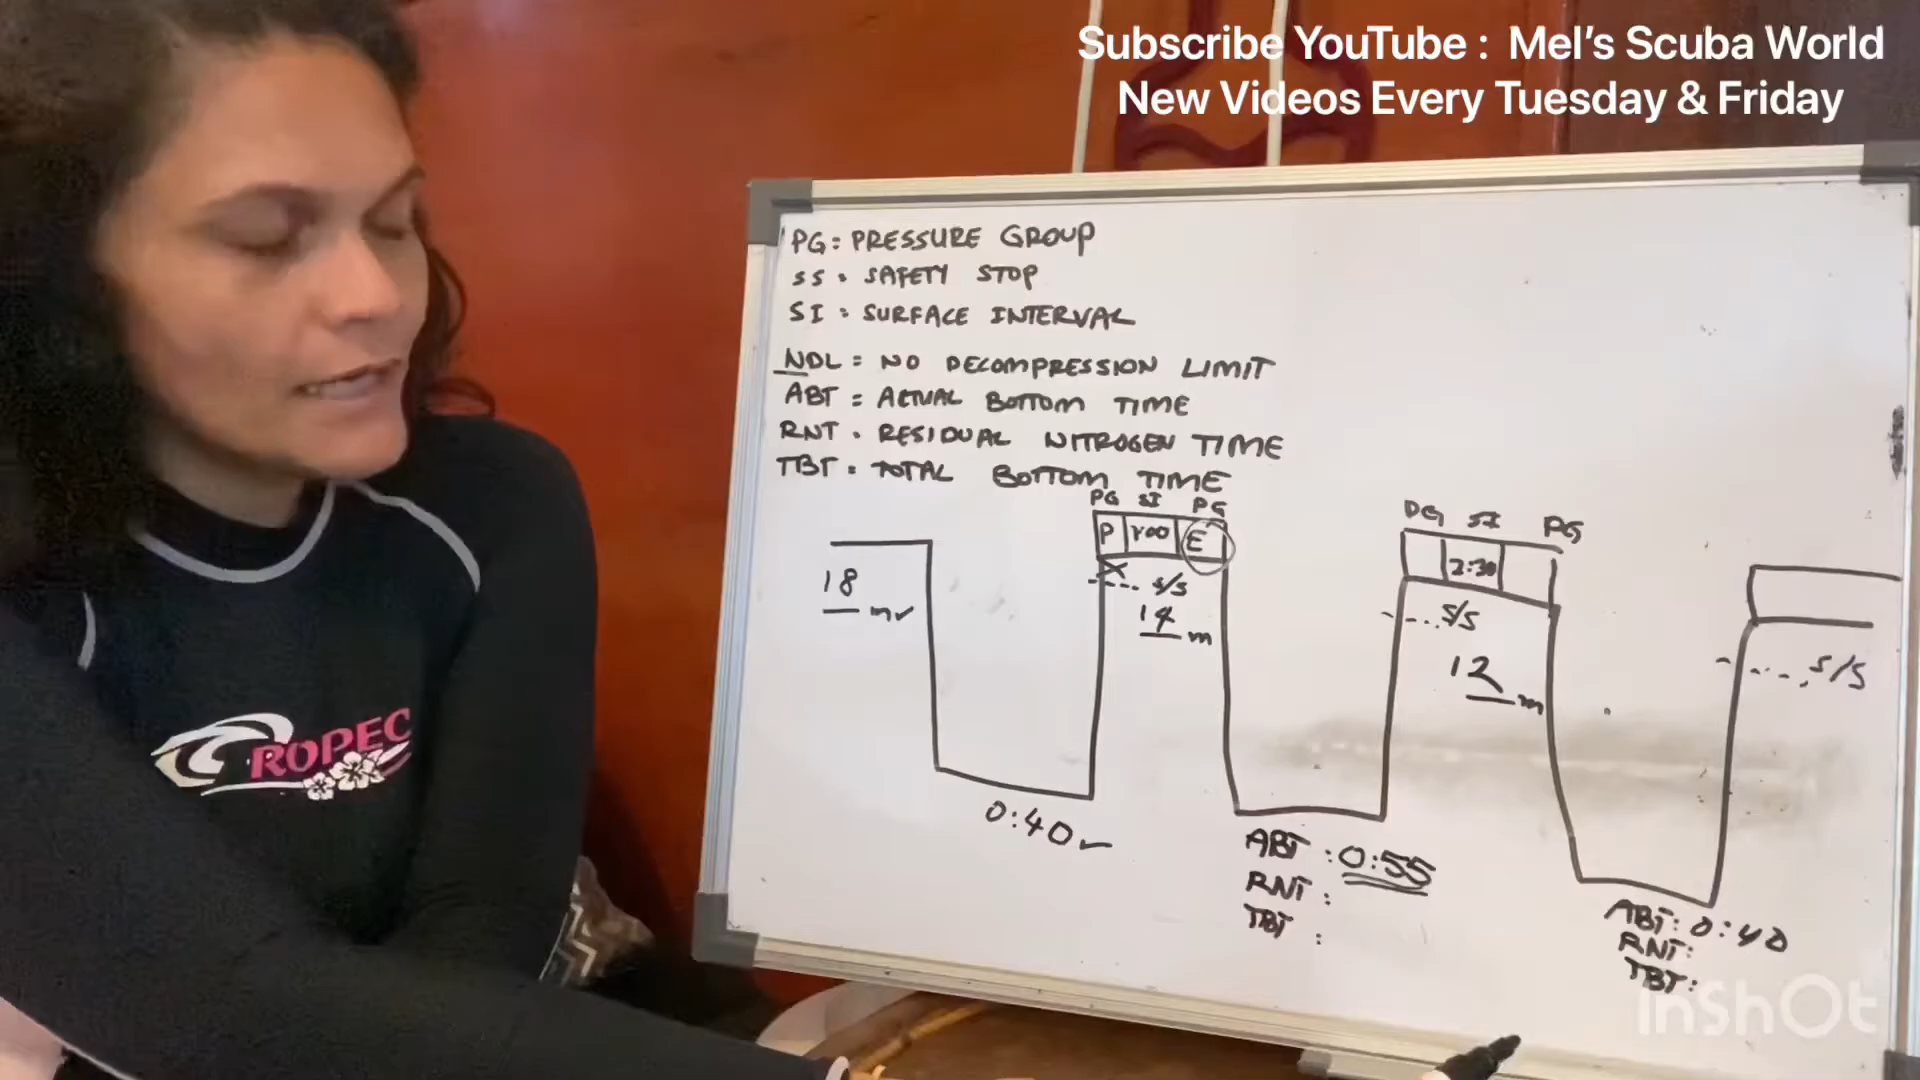 Subscribe YouTube : Mel's Scuba World
New Videos Every Tuesday & Friday
PG: PRESSURE GROUP
SS: SAFETY STOP
SI: SURFACE INTERVAL
NDL = NO DECOMPRESSION LIMIT
ABT = ACTUAL BOTTOM TIME
RNT: RESIDUAL NITROGEN TIME
TBT: TOTAL BOTTOM TIME
PG SI PG
P E
S/S
18 m
14 m
0:40
ABT: 0:55
RNT:
TBT:
PG SI PG
2:30
S/S
12 m
S/S
ABT: 0:40
RNT:
TBT:
ROPEC
InShOt